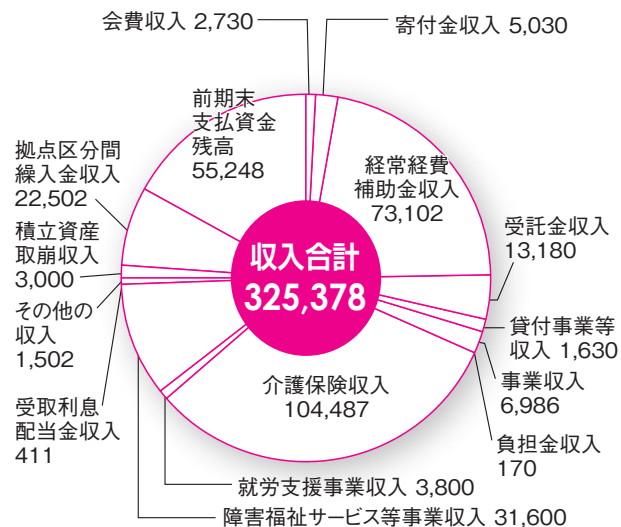 会費収入 2,730
寄付金収入 5,030
経常経費
補助金収入
73,102
受託金収入
13,180
貸付事業等
収入 1,630
事業収入
6,986
負担金収入
170
介護保険収入
104,487
就労支援事業収入 3,800
障害福祉サービス等事業収入 31,600
受取利息
配当金収入
411
その他の
収入
1,502
積立資産
取崩収入
3,000
拠点区分間
繰入金収入
22,502
前期末
支払資金
残高
55,248
収入合計
325,378